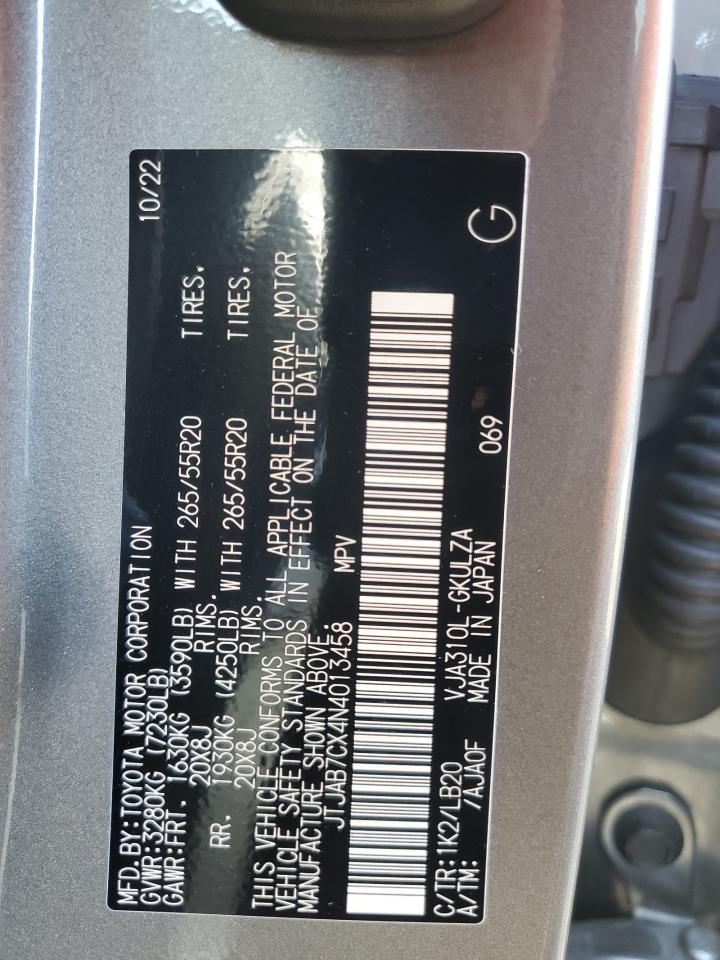 MFD.BY:TOYOTA MOTOR CORPORATION 10/22
GVWR:3280KG (7230LB)
GAWR:FRT. 1630KG (3590LB) WITH 265/55R20 TIRES,
20X8J RIMS,
RR. 1930KG (4250LB) WITH 265/55R20 TIRES,
20X8J RIMS.
THIS VEHICLE CONFORMS TO ALL APPLICABLE FEDERAL MOTOR
VEHICLE SAFETY STANDARDS IN EFFECT ON THE DATE OF
MANUFACTURE SHOWN ABOVE.
JTJAB7CX4N4013458 MPV
C/TR:1K2/LB20 VJA310L-GKULZA
A/TM: /AJA0F MADE IN JAPAN 069 G